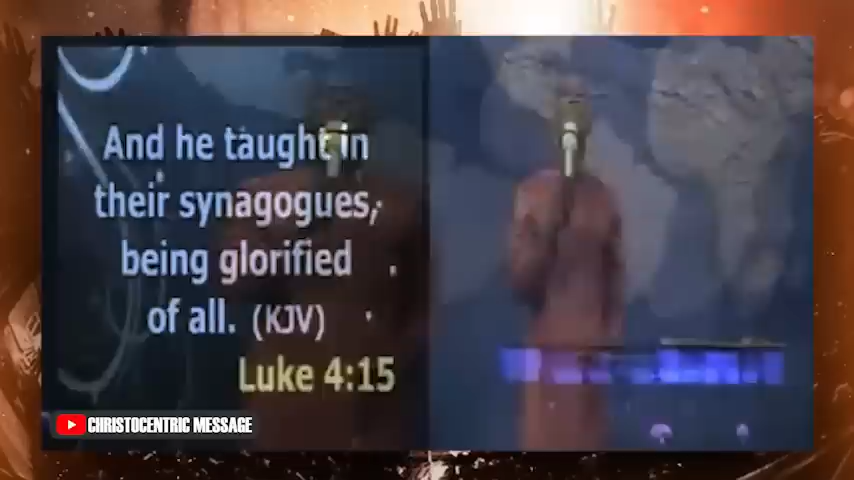 And he taught in
their synagogues,
being glorified
of all. (KJV)
Luke 4:15
CHRISTOCENTRIC MESSAGE